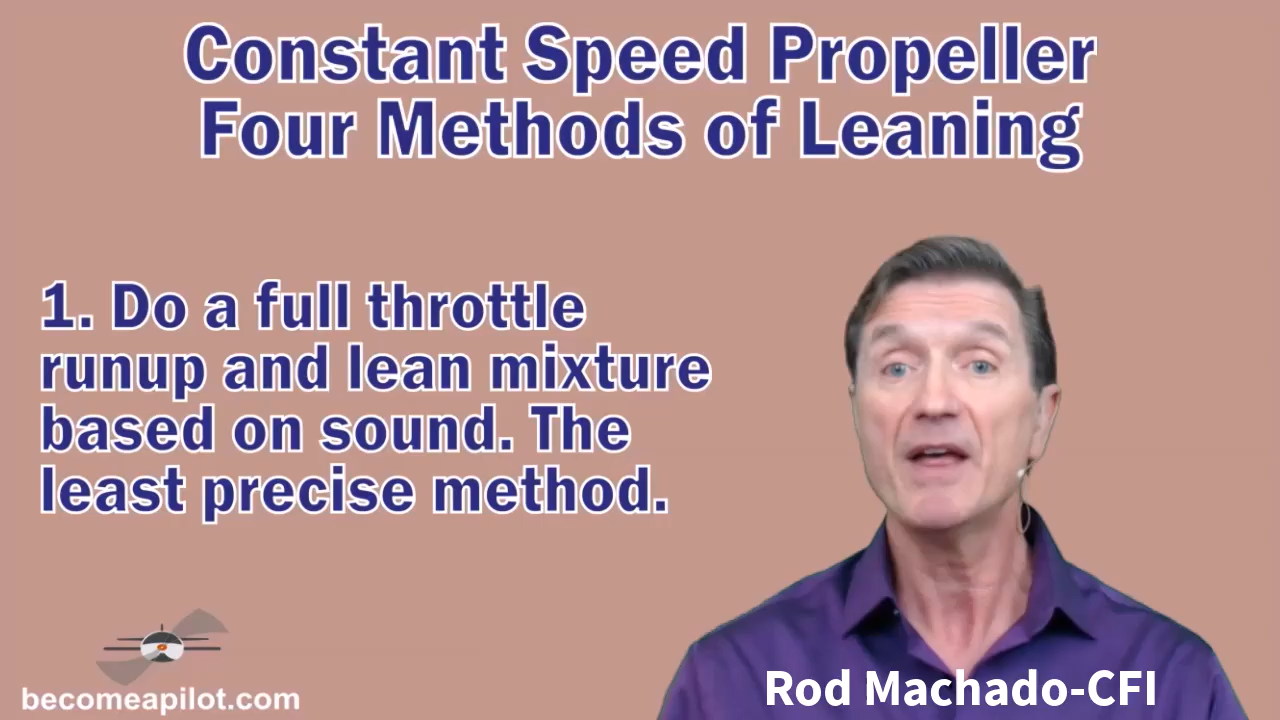 Constant Speed Propeller
Four Methods of Leaning
1. Do a full throttle
runup and lean mixture
based on sound. The
least precise method.
becomeapilot.com
Rod Machado-CFI